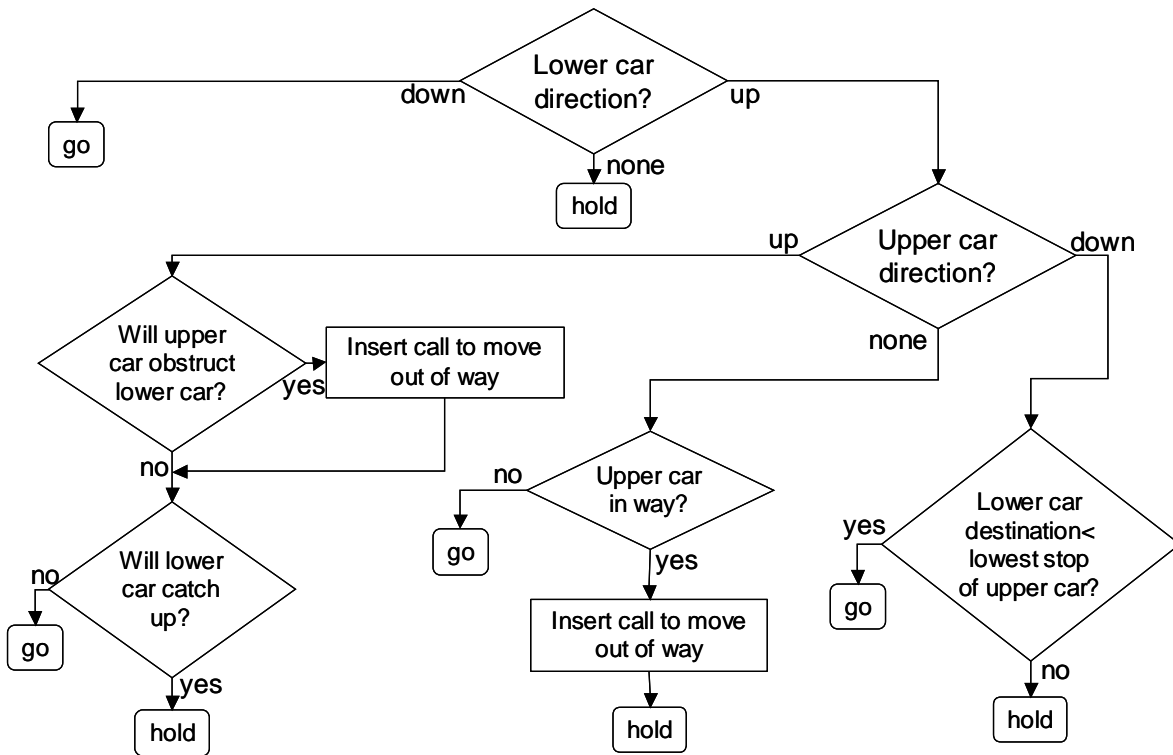 Lower car
direction?
down
up
go
none
hold
up
Upper car
direction?
down
none
Will upper
car obstruct
lower car?
yes
Insert call to move
out of way
no
no
Upper car
in way?
yes
go
Lower car
destination<
lowest stop
of upper car?
yes
go
no
Will lower
car catch
up?
go
yes
hold
Insert call to move
out of way
hold
no
hold